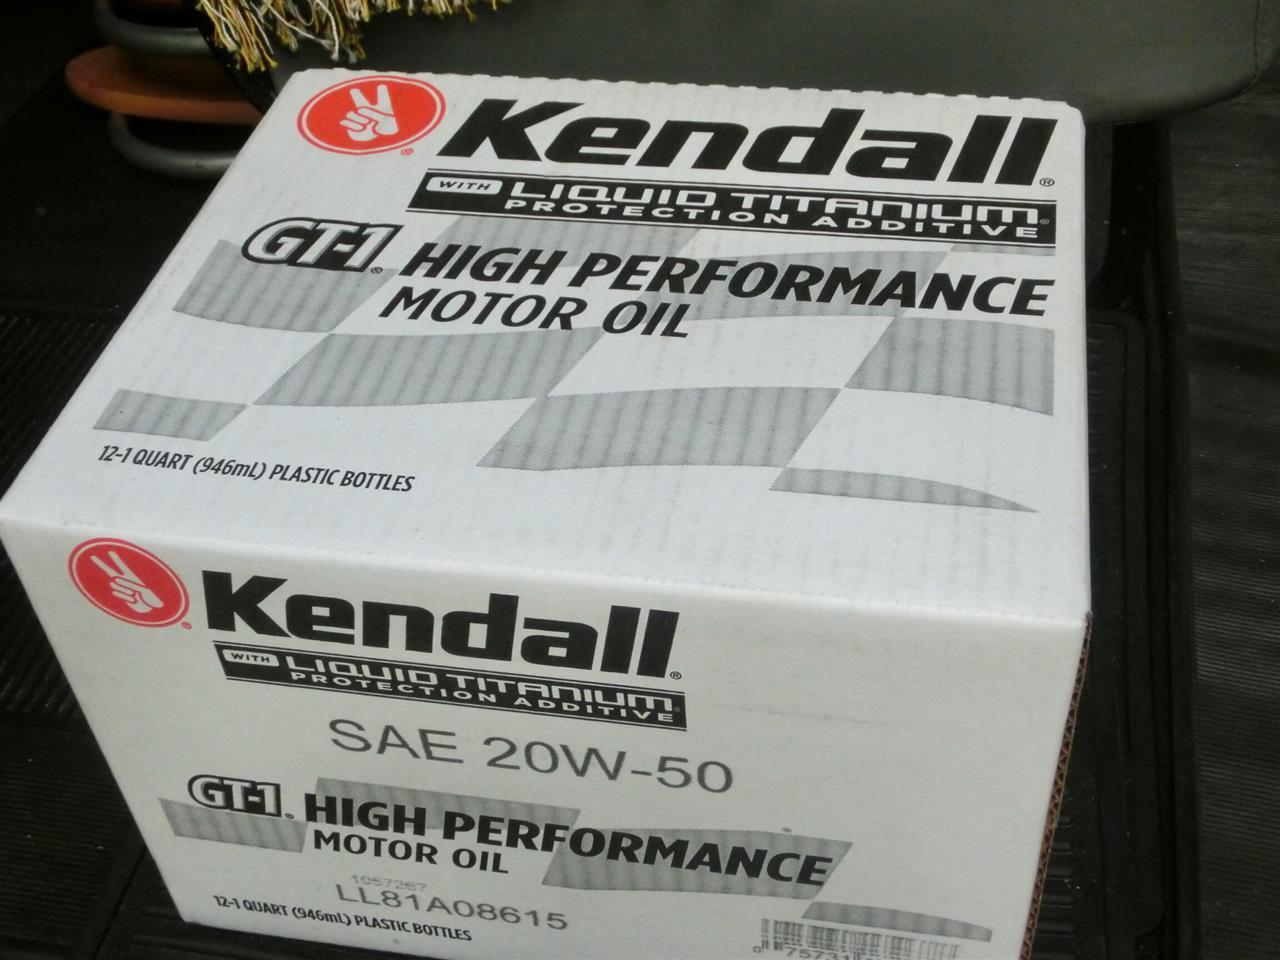 Kendall®
WITH LIQUID TITANIUM®
PROTECTION ADDITIVE
GT-1® HIGH PERFORMANCE
MOTOR OIL
12-1 QUART (946mL) PLASTIC BOTTLES
Kendall®
WITH LIQUID TITANIUM®
PROTECTION ADDITIVE
SAE 20W-50
GT-1® HIGH PERFORMANCE
MOTOR OIL
1057267
LL81A08615
12-1 QUART (946mL) PLASTIC BOTTLES